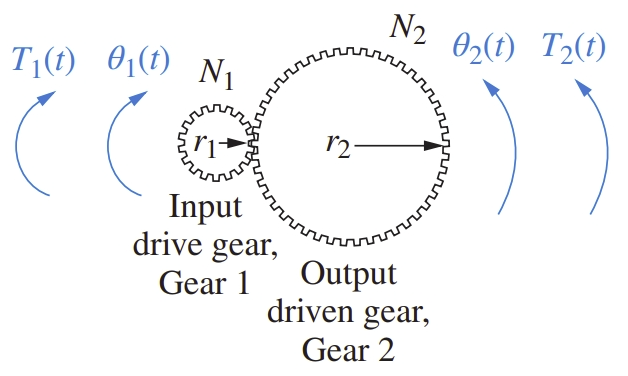 T₁(t) θ₁(t) N₁ N₂ θ₂(t) T₂(t)
r₁ r₂
Input
drive gear,
Gear 1
Output
driven gear,
Gear 2